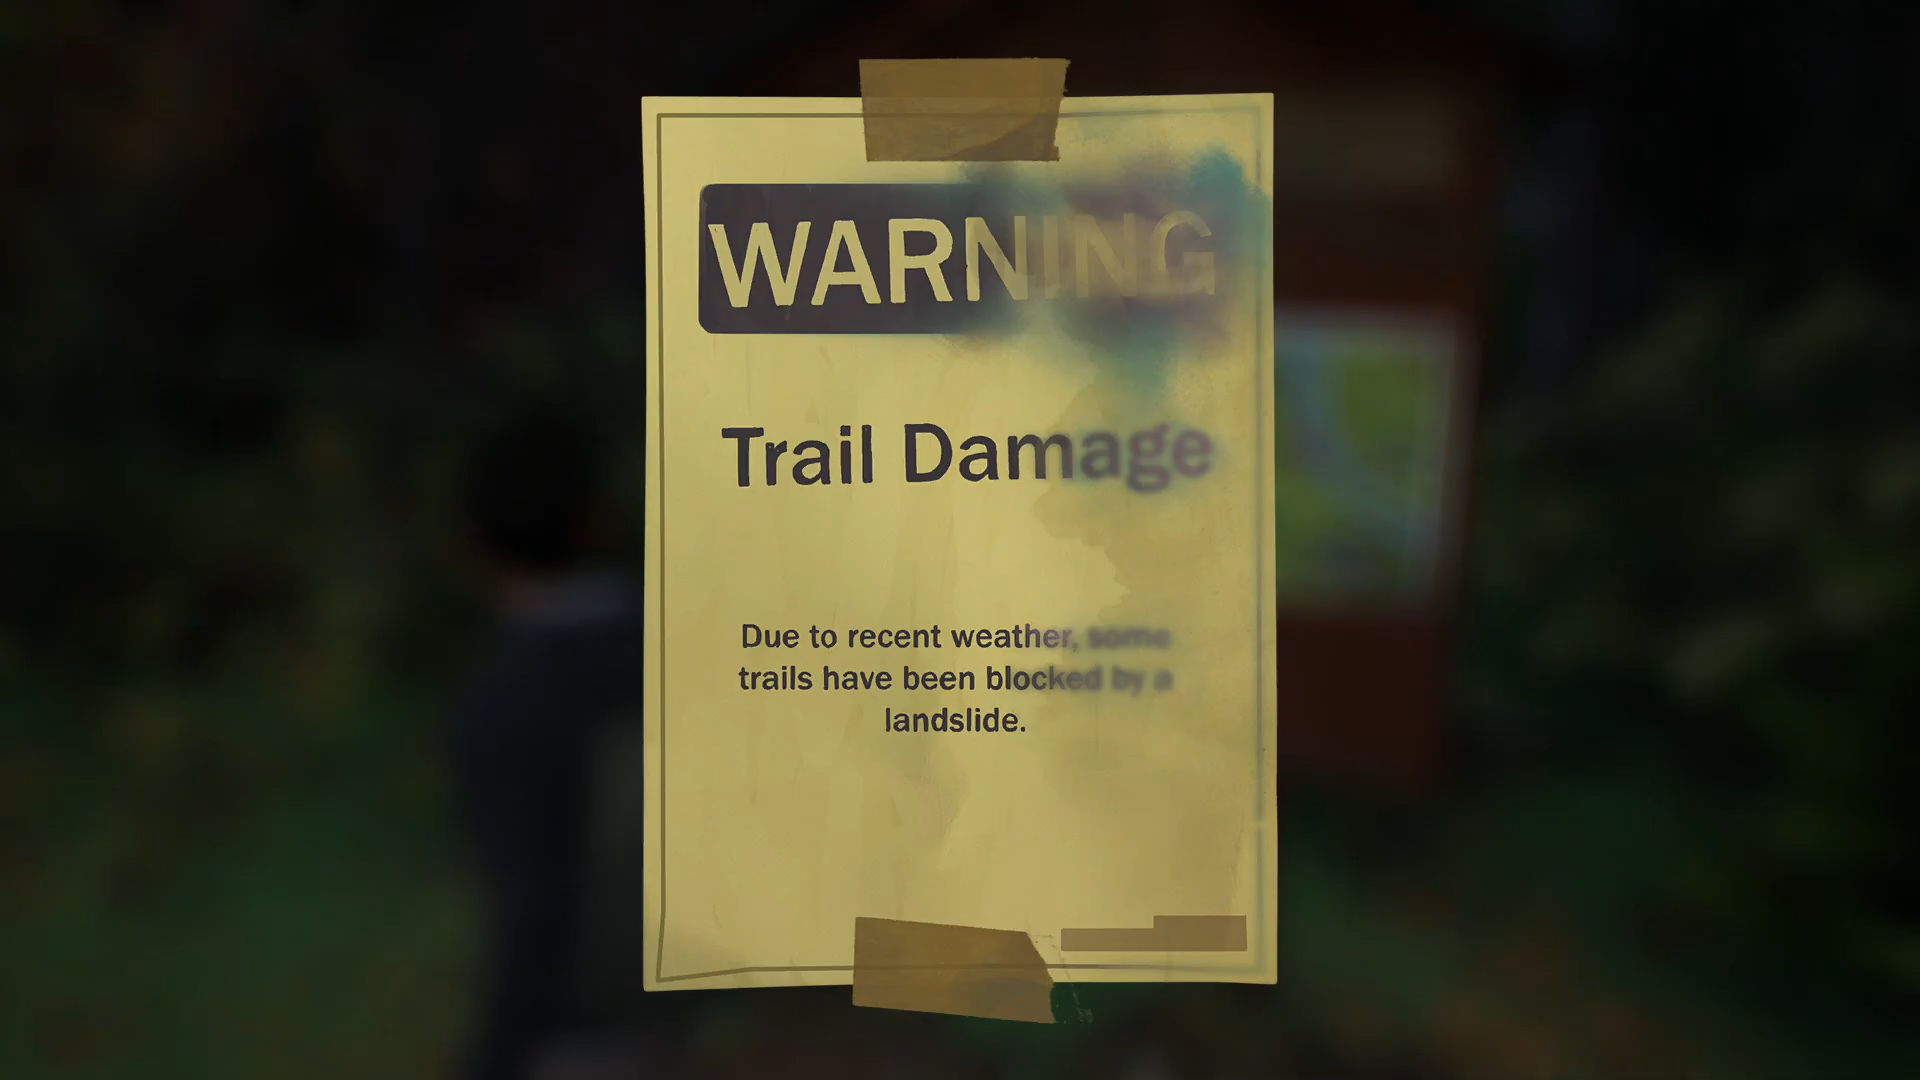 WARNING
Trail Damage
Due to recent weather, some
trails have been blocked by a
landslide.